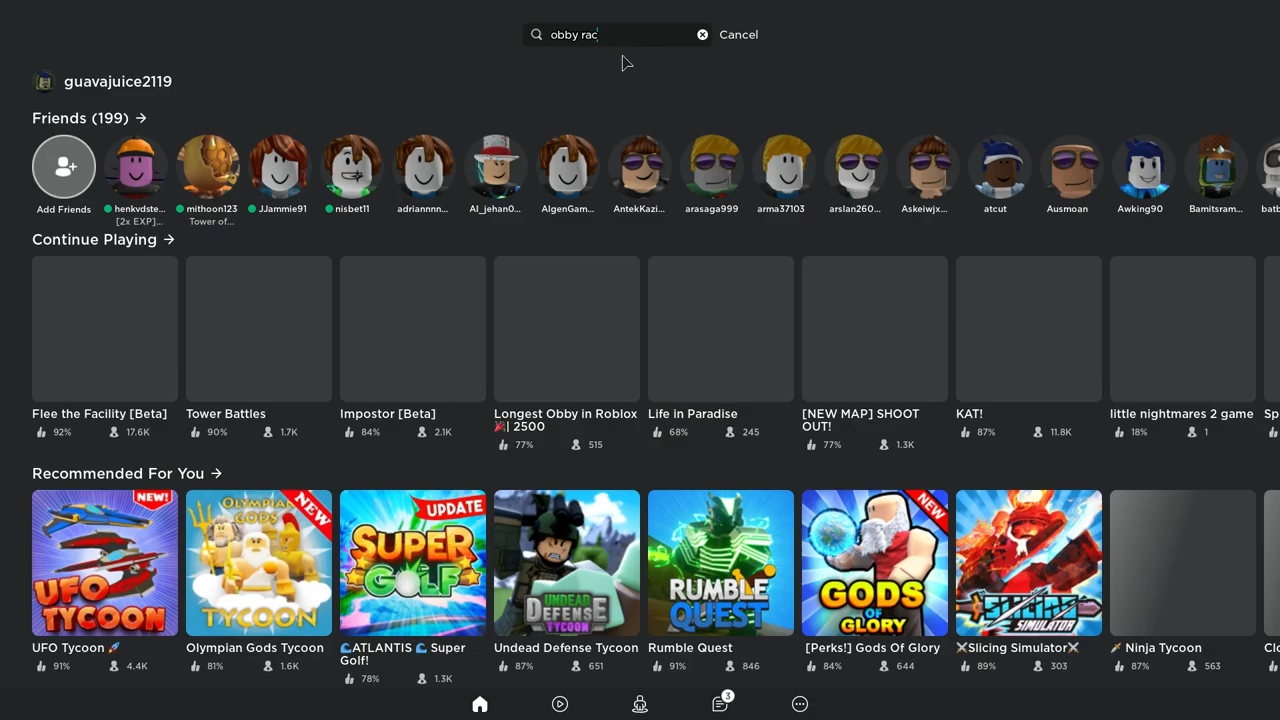 obby rac
Cancel
guavajuice2119
Friends (199) →
Add Friends
henkvdste...
[2x EXP]...
mithoon123
Tower of...
JJammie91
nisbet11
adriannnn...
Al_jehan0...
AlgenGam...
AntekKazi...
arasaga999
arma37103
arslan260...
Askeiwjx...
atcut
Ausmoan
Awking90
Bamitsram...
batb
Continue Playing →
Flee the Facility [Beta]
92% 17.6K
Tower Battles
90% 1.7K
Impostor [Beta]
84% 2.1K
Longest Obby in Roblox
🎉| 2500
77% 515
Life in Paradise
68% 245
[NEW MAP] SHOOT
OUT!
77% 1.3K
KAT!
87% 11.8K
little nightmares 2 game
18% 1
Sp
Recommended For You →
NEW!
UFO
TYCOON
UFO Tycoon 🚀
91% 4.4K
NEW
OLYMPIAN
GODS
TYCOON
Olympian Gods Tycoon
81% 1.6K
UPDATE
SUPER
GOLF
🌊ATLANTIS 🌊 Super
Golf!
78% 1.3K
UNDEAD
DEFENSE
TYCOON
Undead Defense Tycoon
87% 651
RUMBLE
QUEST
Rumble Quest
91% 846
NEW
GODS
OF
GLORY
[Perks!] Gods Of Glory
84% 644
SLICING
SIMULATOR
⚔Slicing Simulator⚔
89% 303
🗡 Ninja Tycoon
87% 563
Clo
3